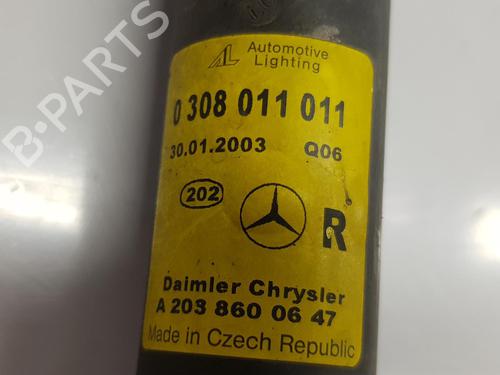 Automotive
Lighting
0 308 011 011
30.01.2003 Q06
202
R
Daimler Chrysler
A 203 860 06 47
Made in Czech Republic
B-PARTS